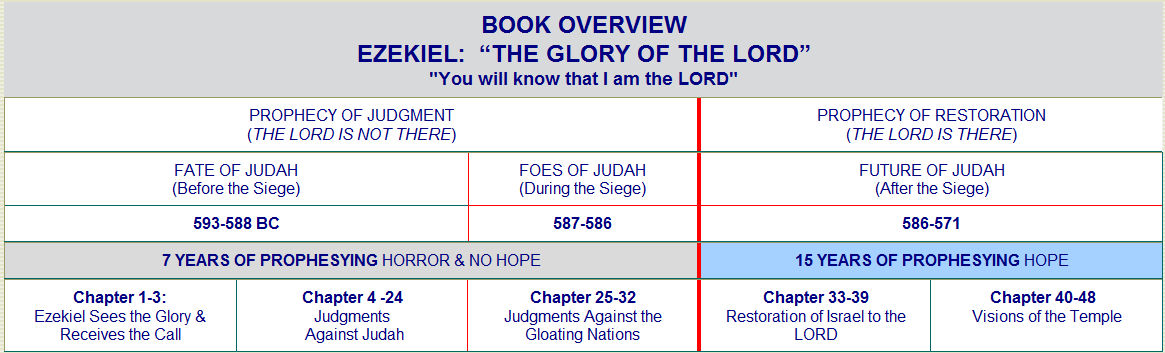 BOOK OVERVIEW
EZEKIEL:  “THE GLORY OF THE LORD”
"You will know that I am the LORD"
PROPHECY OF JUDGMENT
(THE LORD IS NOT THERE)
PROPHECY OF RESTORATION
(THE LORD IS THERE)
FATE OF JUDAH
(Before the Siege)
FOES OF JUDAH
(During the Siege)
FUTURE OF JUDAH
(After the Siege)
593-588 BC
587-586
586-571
7 YEARS OF PROPHESYING HORROR & NO HOPE
15 YEARS OF PROPHESYING HOPE
Chapter 1-3:
Ezekiel Sees the Glory &
Receives the Call
Chapter 4 -24
Judgments
Against Judah
Chapter 25-32
Judgments Against the
Gloating Nations
Chapter 33-39
Restoration of Israel to the
LORD
Chapter 40-48
Visions of the Temple